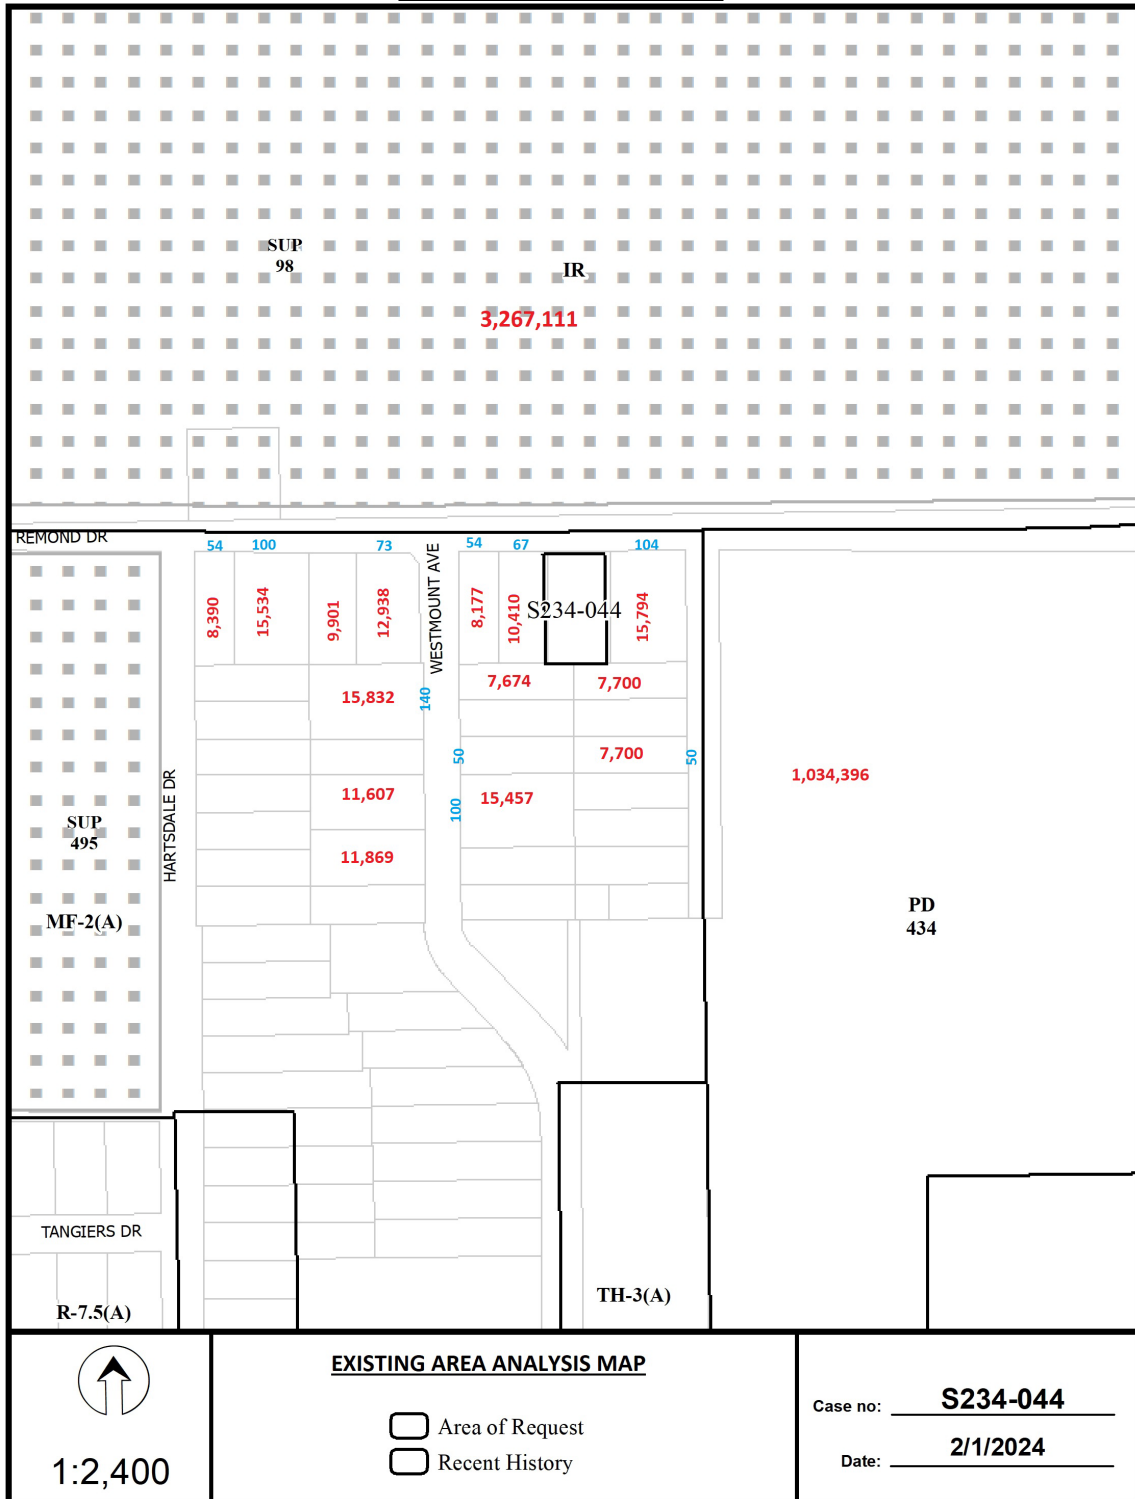 SUP
98
IR
3,267,111
REMOND DR
54
100
73
54
67
104
8,390
15,534
9,901
12,938
WESTMOUNT AVE
8,177
10,410
S234-044
15,794
15,832
140
7,674
7,700
50
7,700
50
11,607
100
15,457
1,034,396
HARTSDALE DR
SUP
495
11,869
MF-2(A)
PD
434
TANGIERS DR
R-7.5(A)
TH-3(A)
1:2,400
EXISTING AREA ANALYSIS MAP
Area of Request
Recent History
Case no: S234-044
Date: 2/1/2024